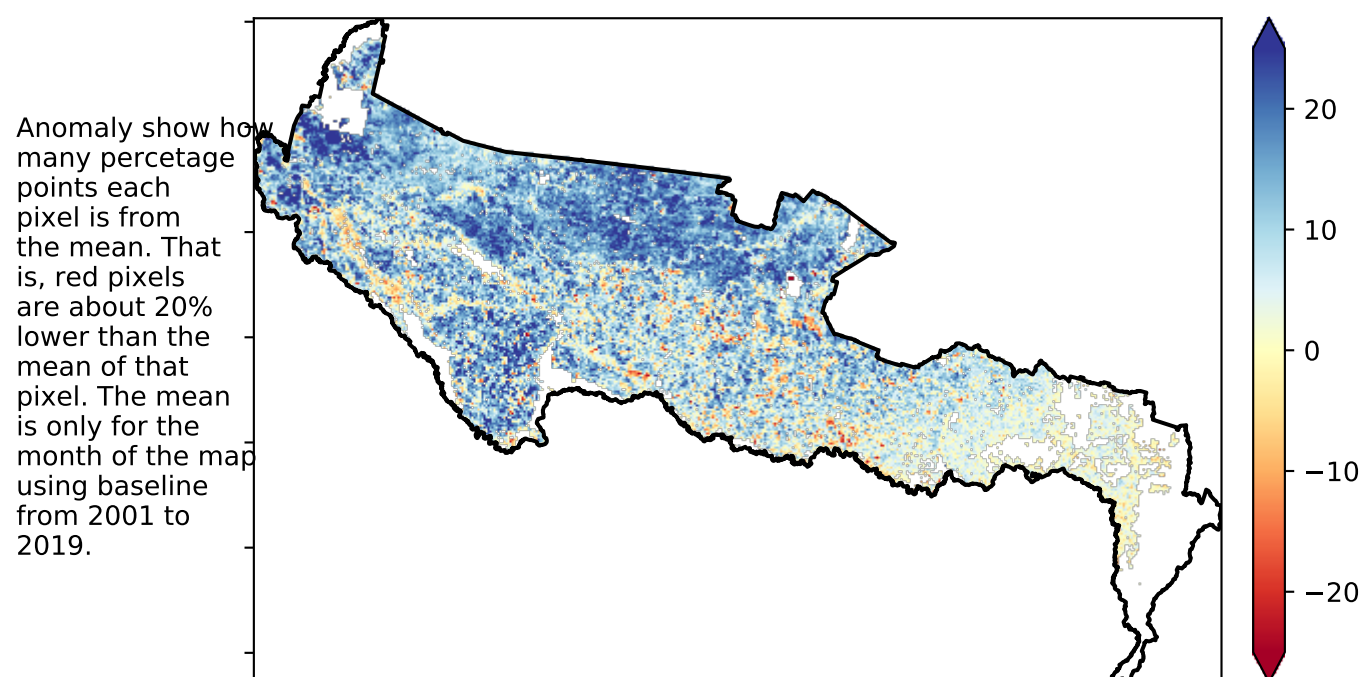 Anomaly show how
many percetage
points each
pixel is from
the mean. That
is, red pixels
are about 20%
lower than the
mean of that
pixel. The mean
is only for the
month of the map
using baseline
from 2001 to
2019.
20
10
0
−10
−20